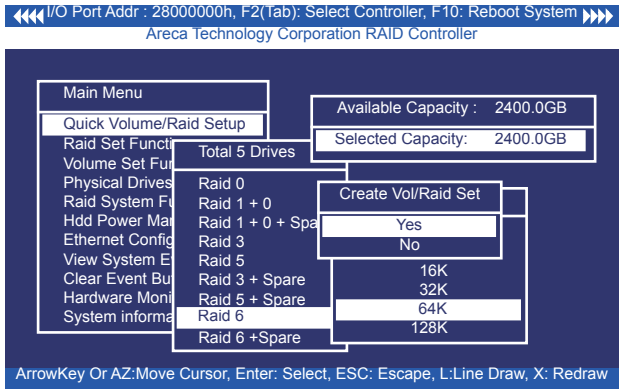 I/O Port Addr : 28000000h, F2(Tab): Select Controller, F10: Reboot System
Areca Technology Corporation RAID Controller
Main Menu
Quick Volume/Raid Setup
Raid Set Functi
Volume Set Fun
Physical Drives
Raid System Fu
Hdd Power Man
Ethernet Config
View System E
Clear Event Bu
Hardware Moni
System informa
Total 5 Drives
Raid 0
Raid 1 + 0
Raid 1 + 0 + Spa
Raid 3
Raid 5
Raid 3 + Spare
Raid 5 + Spare
Raid 6
Raid 6 +Spare
Available Capacity : 2400.0GB
Selected Capacity: 2400.0GB
Create Vol/Raid Set
Yes
No
16K
32K
64K
128K
ArrowKey Or AZ:Move Cursor, Enter: Select, ESC: Escape, L:Line Draw, X: Redraw